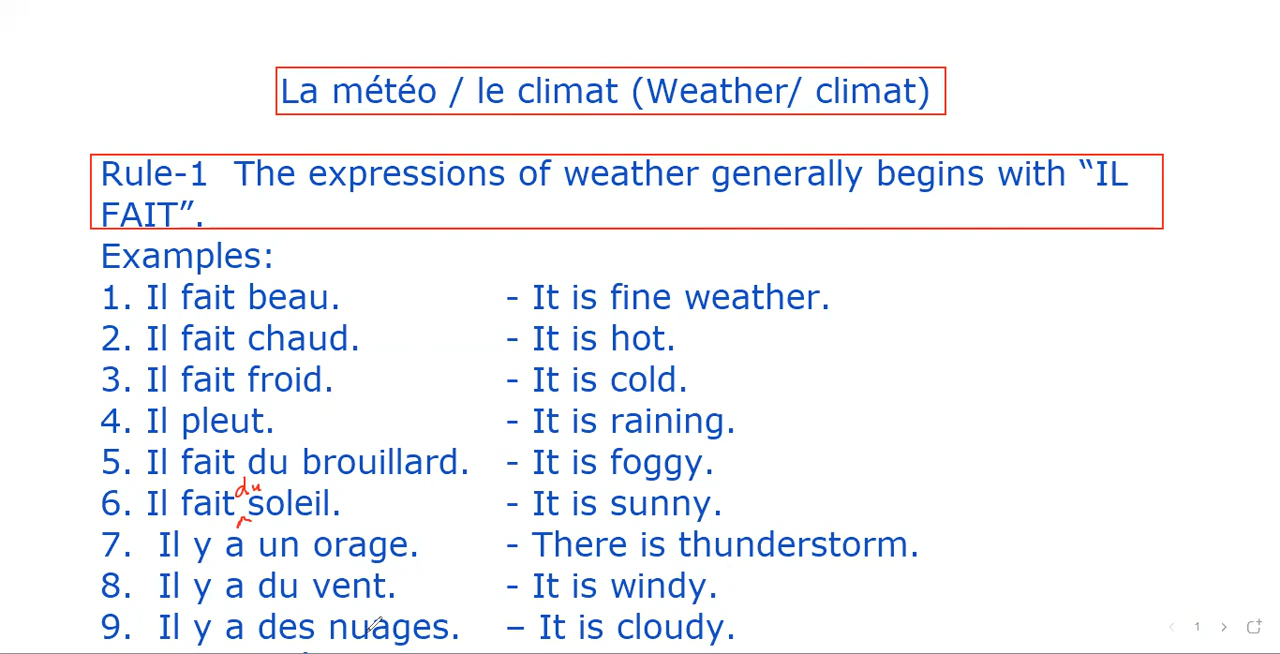 La météo / le climat (Weather/ climat)
Rule-1 The expressions of weather generally begins with “IL
FAIT”.
Examples:
1. Il fait beau. - It is fine weather.
2. Il fait chaud. - It is hot.
3. Il fait froid. - It is cold.
4. Il pleut. - It is raining.
5. Il fait du brouillard. - It is foggy.
du
6. Il fait soleil. - It is sunny.
7. Il y a un orage. - There is thunderstorm.
8. Il y a du vent. - It is windy.
9. Il y a des nuages. – It is cloudy.
1